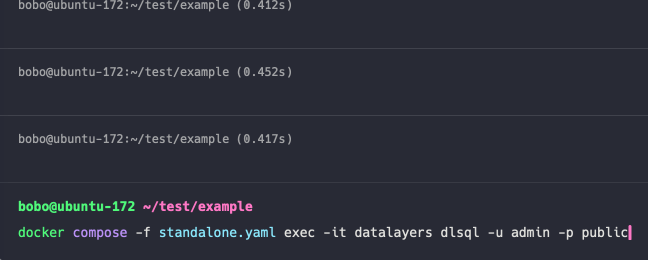 bobo@ubuntu-172:~/test/example (0.412s)
bobo@ubuntu-172:~/test/example (0.452s)
bobo@ubuntu-172:~/test/example (0.417s)
bobo@ubuntu-172 ~/test/example
docker compose -f standalone.yaml exec -it datalayers dlsql -u admin -p public